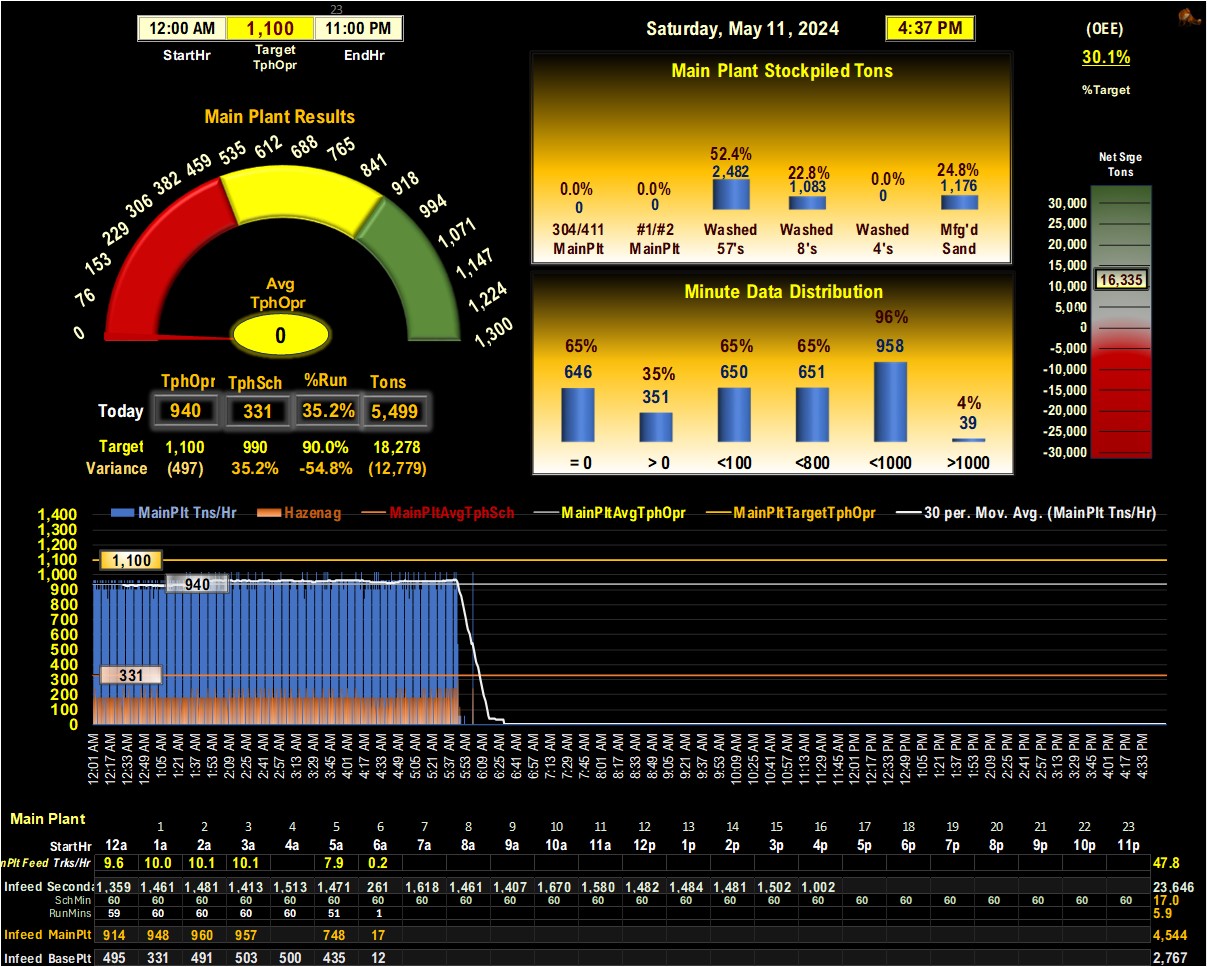 23
12:00 AM 1,100 11:00 PM
StartHr Target TphOpr EndHr
Saturday, May 11, 2024 4:37 PM
(OEE)
30.1%
%Target
Main Plant Results
0 76 153 229 306 382 459 535 612 688 765 841 918 994 1,071 1,147 1,224 1,300
Avg
TphOpr
0
TphOpr TphSch %Run Tons
Today 940 331 35.2% 5,499
Target 1,100 990 90.0% 18,278
Variance (497) 35.2% -54.8% (12,779)
Main Plant Stockpiled Tons
0.0% 0.0% 52.4% 22.8% 0.0% 24.8%
0 0 2,482 1,083 0 1,176
304/411 #1/#2 Washed Washed Washed Mfg'd
MainPlt MainPlt 57's 8's 4's Sand
Minute Data Distribution
65% 35% 65% 65% 96% 4%
646 351 650 651 958 39
= 0 > 0 <100 <800 <1000 >1000
Net Srge
Tons
30,000
25,000
20,000
15,000
16,335
10,000
5,000
0
-5,000
-10,000
-15,000
-20,000
-25,000
-30,000
MainPlt Tns/Hr Hazenag MainPltAvgTphSch MainPltAvgTphOpr MainPltTargetTphOpr 30 per. Mov. Avg. (MainPlt Tns/Hr)
1,400
1,300
1,200
1,100 1,100
1,000
900 940
800
700
600
500
400
300 331
200
100
0
12:01 AM 12:17 AM 12:33 AM 12:49 AM 1:05 AM 1:21 AM 1:37 AM 1:53 AM 2:09 AM 2:25 AM 2:41 AM 2:57 AM 3:13 AM 3:29 AM 3:45 AM 4:01 AM 4:17 AM 4:33 AM 4:49 AM 5:05 AM 5:21 AM 5:37 AM 5:53 AM 6:09 AM 6:25 AM 6:41 AM 6:57 AM 7:13 AM 7:29 AM 7:45 AM 8:01 AM 8:17 AM 8:33 AM 8:49 AM 9:05 AM 9:21 AM 9:37 AM 9:53 AM 10:09 AM 10:25 AM 10:41 AM 10:57 AM 11:13 AM 11:29 AM 11:45 AM 12:01 PM 12:17 PM 12:33 PM 12:49 PM 1:05 PM 1:21 PM 1:37 PM 1:53 PM 2:09 PM 2:25 PM 2:41 PM 2:57 PM 3:13 PM 3:29 PM 3:45 PM 4:01 PM 4:17 PM 4:33 PM
Main Plant
1 2 3 4 5 6 7 8 9 10 11 12 13 14 15 16 17 18 19 20 21 22 23
StartHr 12a 1a 2a 3a 4a 5a 6a 7a 8a 9a 10a 11a 12p 1p 2p 3p 4p 5p 6p 7p 8p 9p 10p 11p
nPlt Feed Trks/Hr 9.6 10.0 10.1 10.1 7.9 0.2 47.8
Infeed Seconda 1,359 1,461 1,481 1,413 1,513 1,471 261 1,618 1,461 1,407 1,670 1,580 1,482 1,484 1,481 1,502 1,002 23,646
SchMin 60 60 60 60 60 60 60 60 60 60 60 60 60 60 60 60 60 60 60 60 60 60 60 60 17.0
RunMins 59 60 60 60 60 51 1 5.9
Infeed MainPlt 914 948 960 957 748 17 4,544
Infeed BasePlt 495 331 491 503 500 435 12 2,767